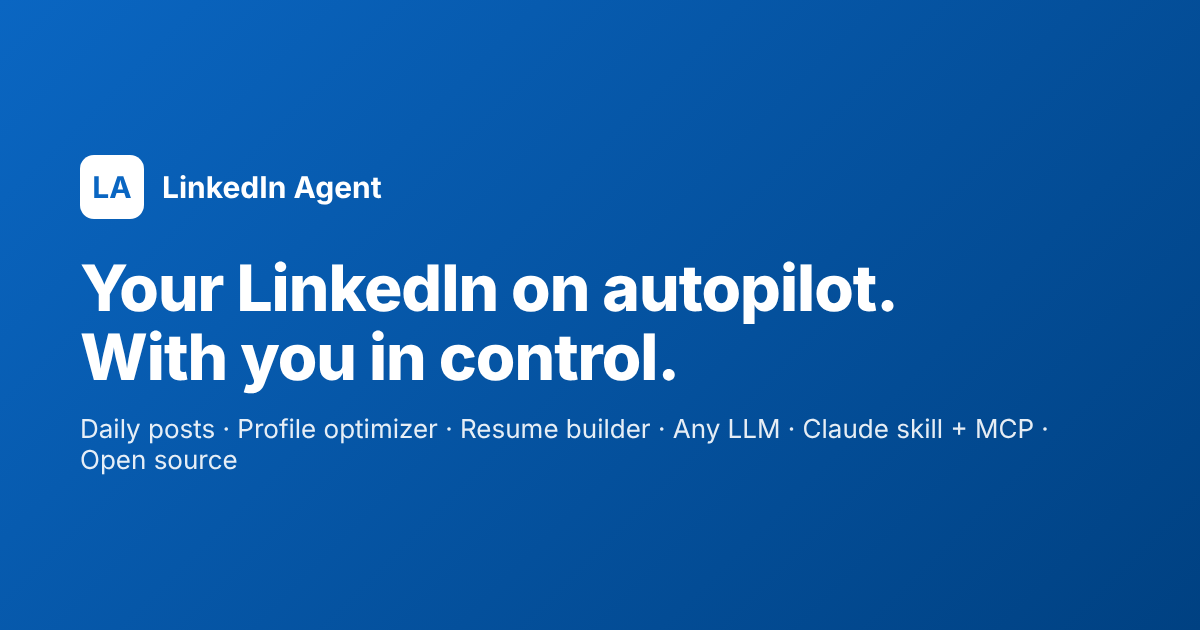 LA
LinkedIn Agent
Your LinkedIn on autopilot.
With you in control.
Daily posts · Profile optimizer · Resume builder · Any LLM · Claude skill + MCP ·
Open source